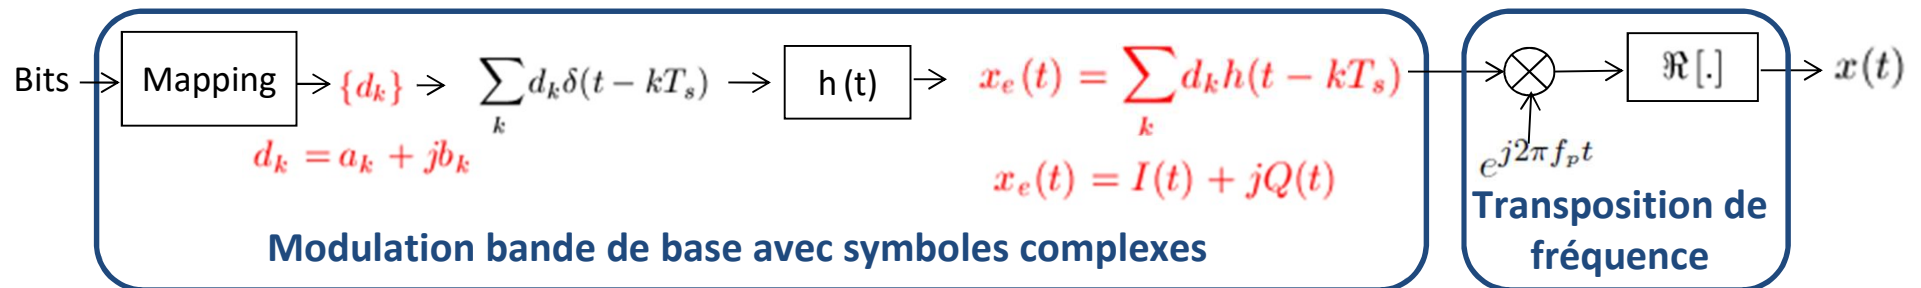 Bits Mapping {d_k} ∑_k d_k δ(t − kT_s) h (t) x_e(t) = ∑_k d_k h(t − kT_s) ℜ[.] x(t)
d_k = a_k + jb_k x_e(t) = I(t) + jQ(t) e^{j2πf_p t}
Modulation bande de base avec symboles complexes
Transposition de
fréquence